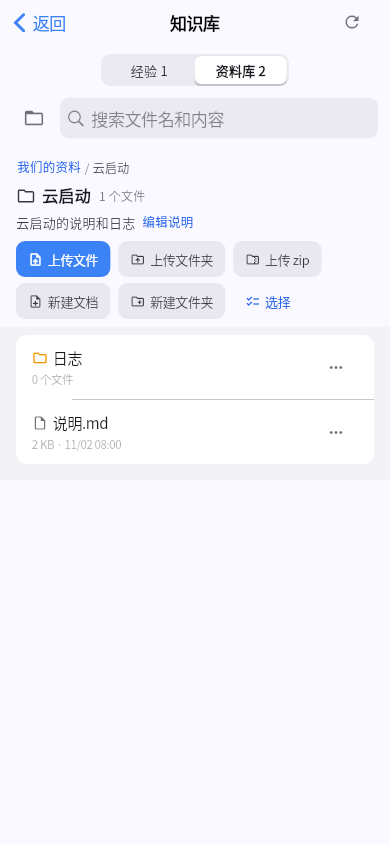 返回
知识库
经验 1
资料库 2
搜索文件名和内容
我们的资料 / 云启动
云启动 1 个文件
云启动的说明和日志 编辑说明
上传文件
上传文件夹
上传 zip
新建文档
新建文件夹
选择
日志
0 个文件
说明.md
2 KB · 11/02 08:00